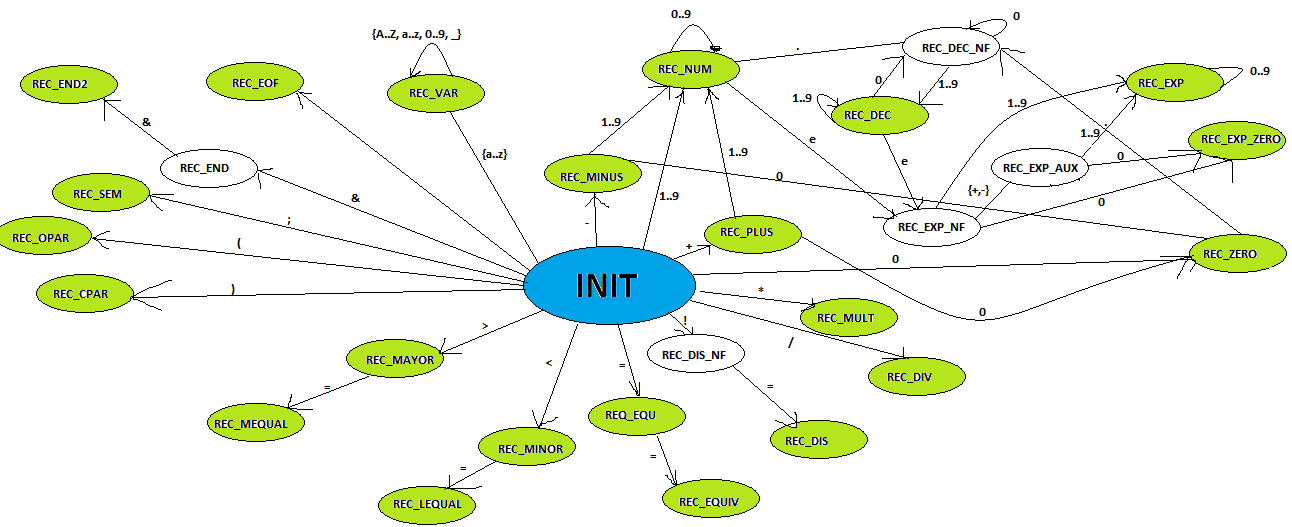 0..9
0
{A..Z, a..z, 0..9, _}
.
REC_DEC_NF
REC_NUM
0..9
REC_END2
REC_EOF
REC_VAR
0
1..9
REC_EXP
1..9
1..9
REC_DEC
&
1..9
1..9
e
1..9
REC_EXP_ZERO
{a..z}
REC_END
e
REC_EXP_AUX
0
REC_MINUS
0
REC_SEM
&
1..9
{+,-}
0
;
-
REC_PLUS
REC_EXP_NF
REC_OPAR
(
+
REC_ZERO
0
INIT
REC_CPAR
)
*
0
REC_MULT
>
!
/
REC_MAYOR
<
=
REC_DIS_NF
REC_DIV
=
=
REC_MEQUAL
REQ_EQU
REC_DIS
REC_MINOR
=
=
REC_LEQUAL
REC_EQUIV